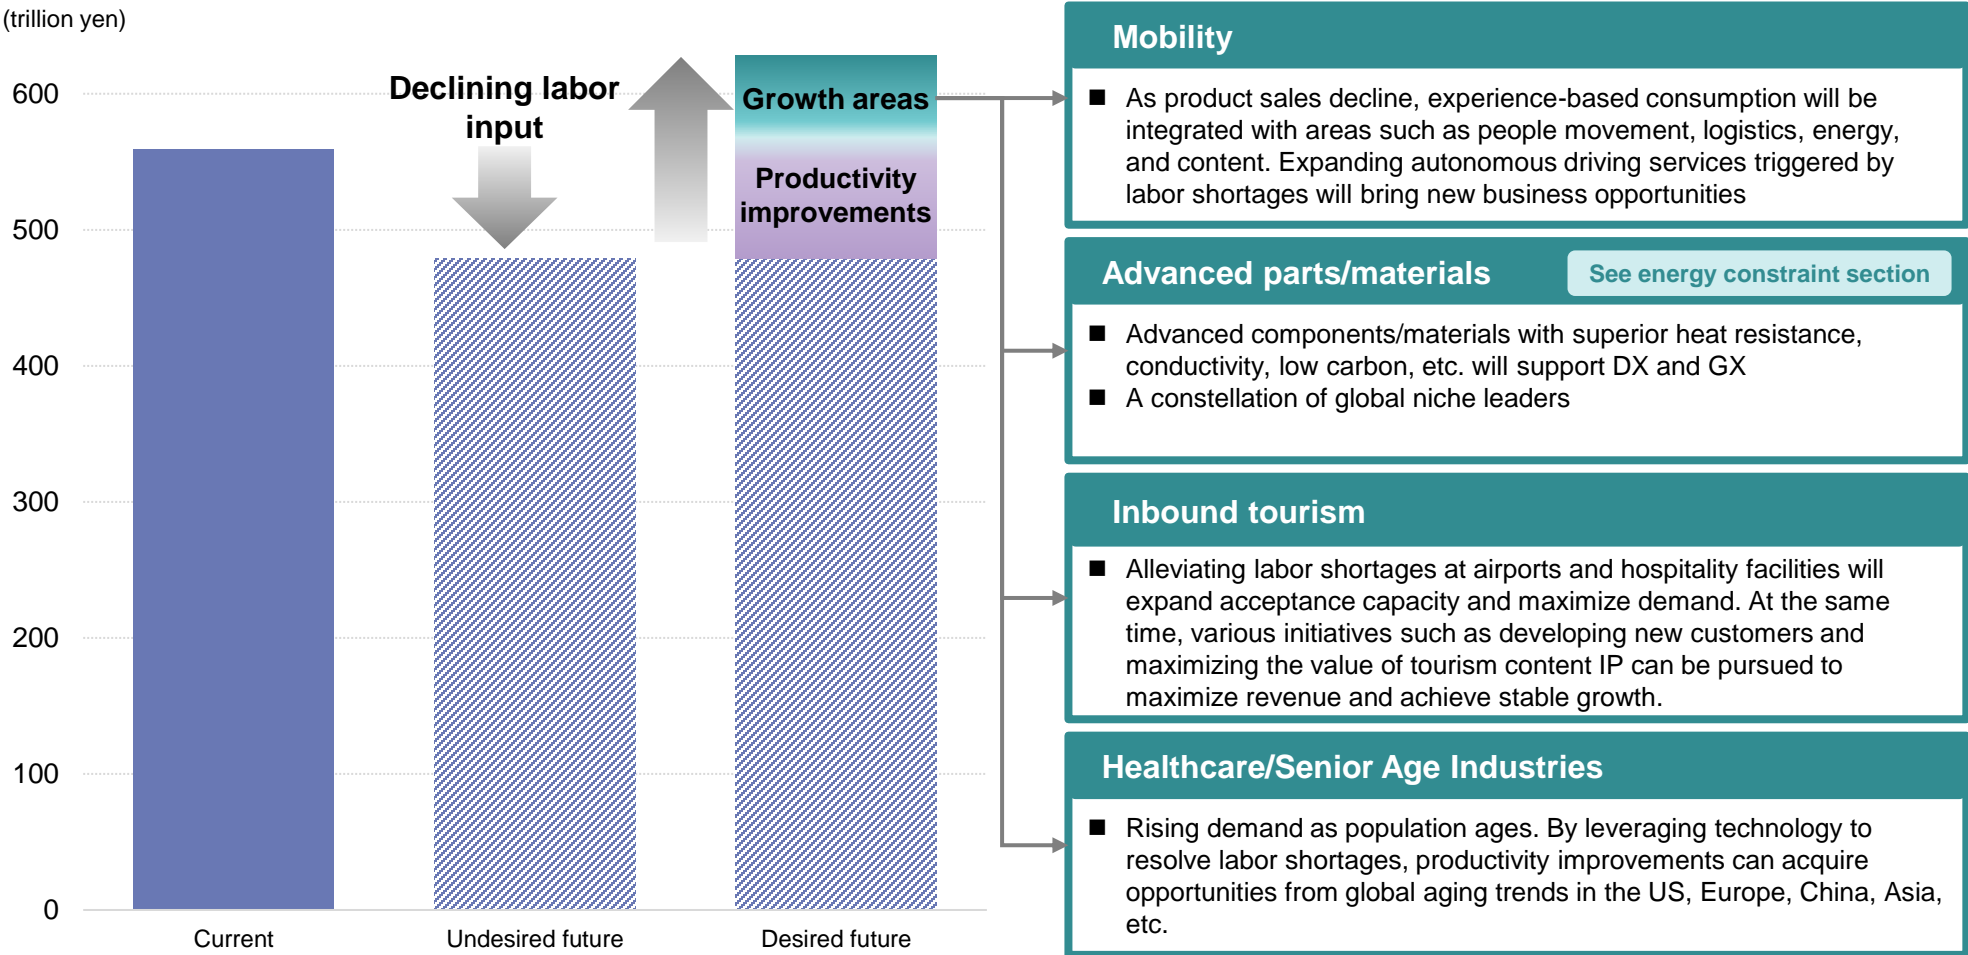 (trillion yen)
600
500
400
300
200
100
0
Declining labor
input
Growth areas
Productivity
improvements
Current
Undesired future
Desired future
Mobility
■ As product sales decline, experience-based consumption will be
integrated with areas such as people movement, logistics, energy,
and content. Expanding autonomous driving services triggered by
labor shortages will bring new business opportunities
Advanced parts/materials
See energy constraint section
■ Advanced components/materials with superior heat resistance,
conductivity, low carbon, etc. will support DX and GX
■ A constellation of global niche leaders
Inbound tourism
■ Alleviating labor shortages at airports and hospitality facilities will
expand acceptance capacity and maximize demand. At the same
time, various initiatives such as developing new customers and
maximizing the value of tourism content IP can be pursued to
maximize revenue and achieve stable growth.
Healthcare/Senior Age Industries
■ Rising demand as population ages. By leveraging technology to
resolve labor shortages, productivity improvements can acquire
opportunities from global aging trends in the US, Europe, China, Asia,
etc.